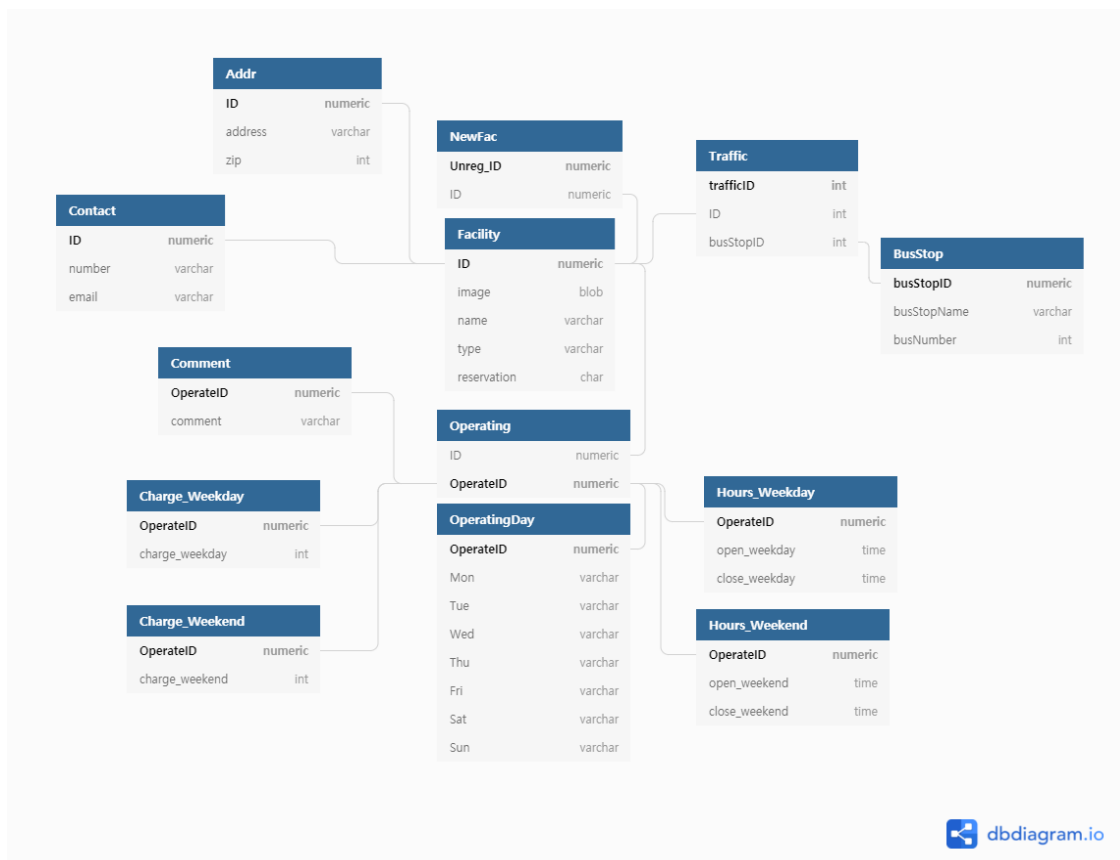 Addr
ID numeric
address varchar
zip int
NewFac
Unreg_ID numeric
ID numeric
Traffic
trafficID int
ID int
busStopID int
Contact
ID numeric
number varchar
email varchar
Facility
ID numeric
image blob
name varchar
type varchar
reservation char
BusStop
busStopID numeric
busStopName varchar
busNumber int
Comment
OperateID numeric
comment varchar
Operating
ID numeric
OperateID numeric
Charge_Weekday
OperateID numeric
charge_weekday int
Hours_Weekday
OperateID numeric
open_weekday time
close_weekday time
OperatingDay
OperateID numeric
Mon varchar
Tue varchar
Wed varchar
Thu varchar
Fri varchar
Sat varchar
Sun varchar
Charge_Weekend
OperateID numeric
charge_weekend int
Hours_Weekend
OperateID numeric
open_weekend time
close_weekend time
dbdiagram.io